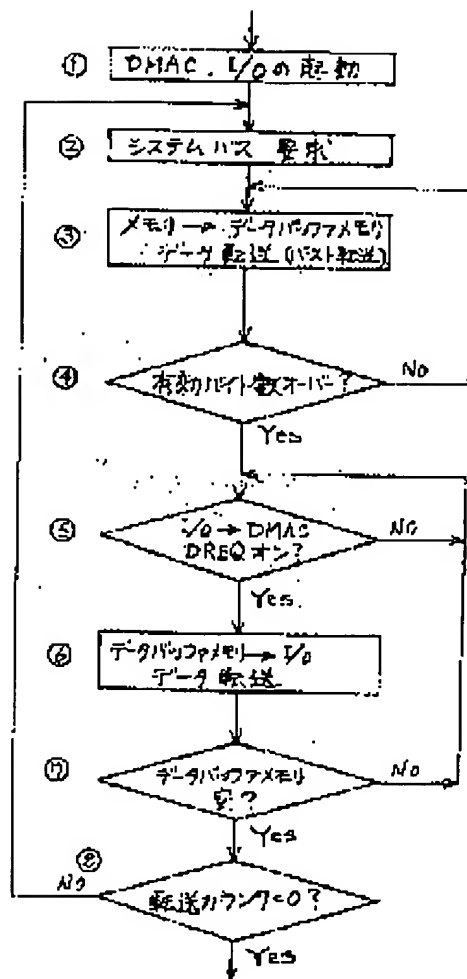 ① DMAC、I/Oの起動
② システムバス要求
③ メモリ→データバッファメモリ
データ転送(バースト転送)
④ 有効バイト数オーバー?
No
Yes
⑤ I/O→DMAC
DREQオン?
No
Yes
⑥ データバッファメモリ→I/O
データ転送
⑦ データバッファメモリ
空?
No
Yes
⑧
No
転送カウンタ=0?
Yes